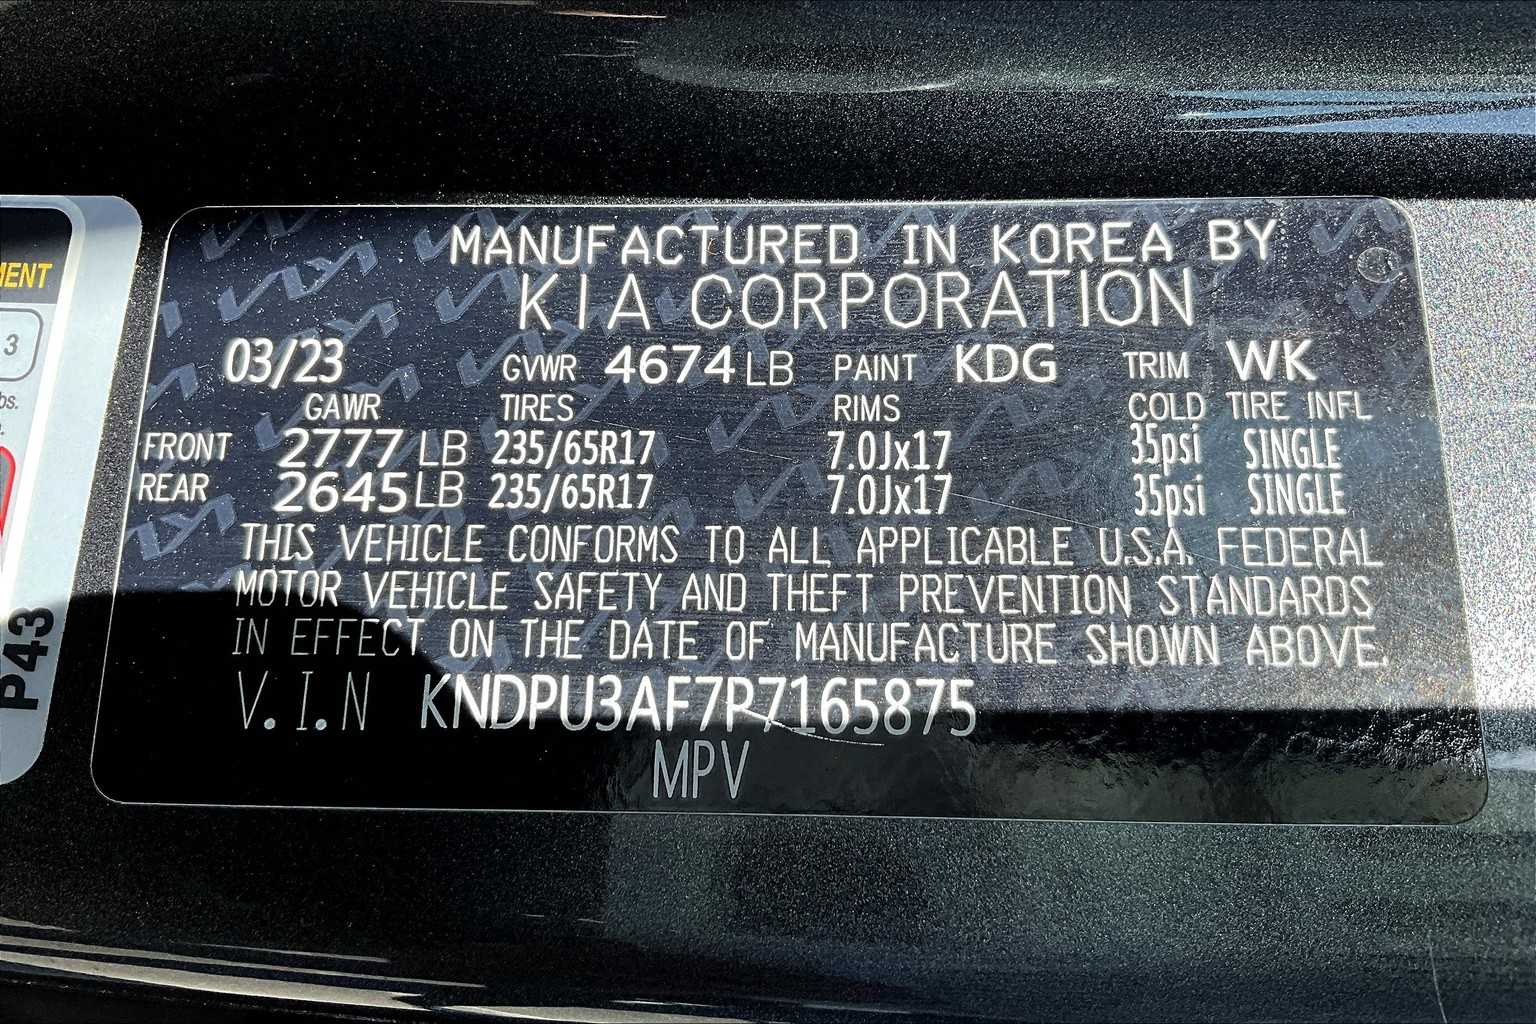 MANUFACTURED IN KOREA BY
KIA CORPORATION
03/23 GVWR 4674 LB PAINT KDG TRIM WK
GAWR TIRES RIMS COLD TIRE INFL
FRONT 2777 LB 235/65R17 7.0Jx17 35psi SINGLE
REAR 2645 LB 235/65R17 7.0Jx17 35psi SINGLE
THIS VEHICLE CONFORMS TO ALL APPLICABLE U.S.A. FEDERAL
MOTOR VEHICLE SAFETY AND THEFT PREVENTION STANDARDS
IN EFFECT ON THE DATE OF MANUFACTURE SHOWN ABOVE.
V.I.N KNDPU3AF7P7165875
MPV
3
P43